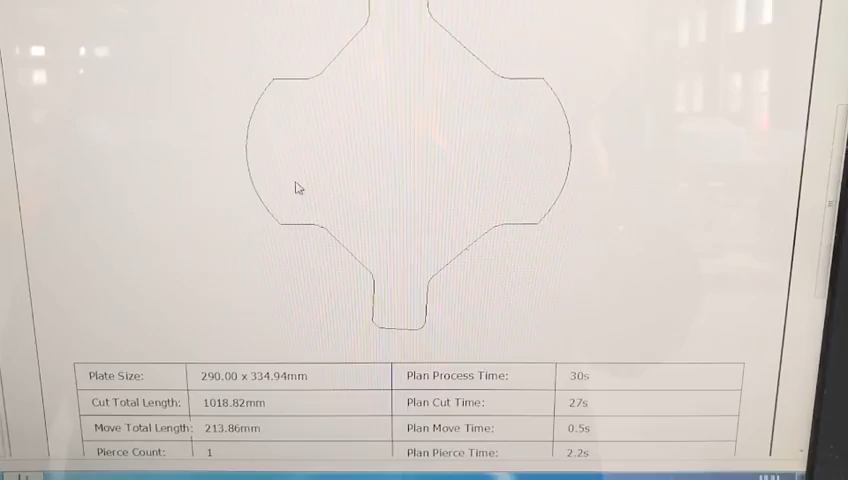 Plate Size: 290.00 x 334.94mm Plan Process Time: 30s
Cut Total Length: 1018.82mm Plan Cut Time: 27s
Move Total Length: 213.86mm Plan Move Time: 0.5s
Pierce Count: 1 Plan Pierce Time: 2.2s